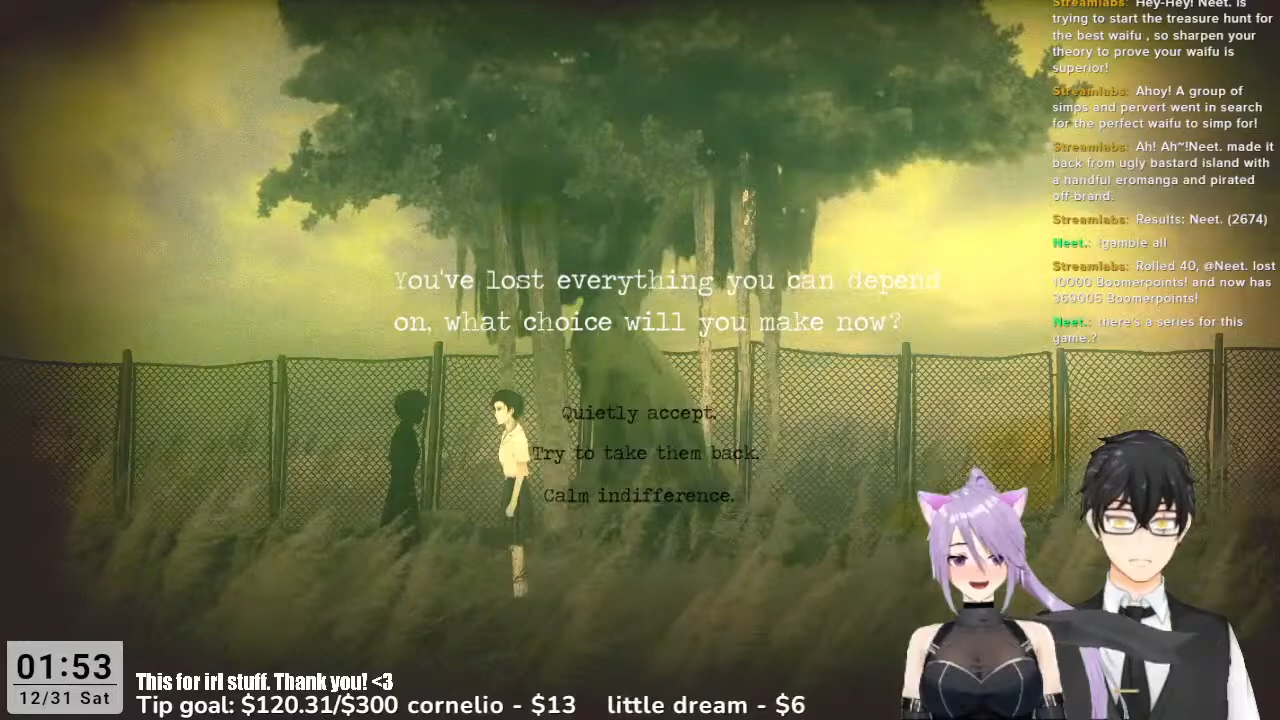 Streamlabs: Hey-Hey! Neet. is
trying to start the treasure hunt for
the best waifu , so sharpen your
theory to prove your waifu is
superior!
Streamlabs: Ahoy! A group of
simps and pervert went in search
for the perfect waifu to simp for!
Streamlabs: Ah! Ah~!Neet. made it
back from ugly bastard island with
a handful eromanga and pirated
off-brand.
Streamlabs: Results: Neet. (2674)
Neet.: !gamble all
Streamlabs: Rolled 40, @Neet. lost
10000 Boomerpoints! and now has
369005 Boomerpoints!
Neet.: there's a series for this
game.?
You've lost everything you can depend
on, what choice will you make now?
Quietly accept.
Try to take them back.
Calm indifference.
01:53
12/31 Sat
This for irl stuff. Thank you! <3
Tip goal: $120.31/$300 cornelio - $13 little dream - $6